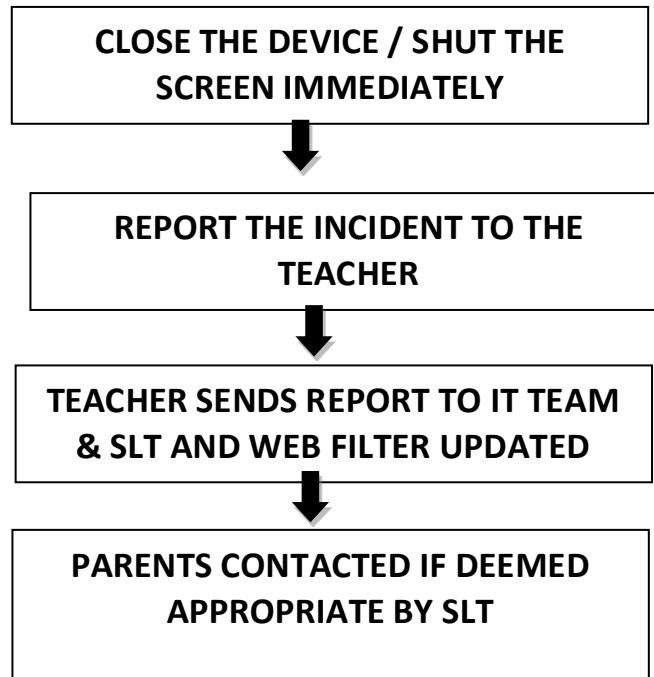 CLOSE THE DEVICE / SHUT THE
SCREEN IMMEDIATELY
REPORT THE INCIDENT TO THE
TEACHER
TEACHER SENDS REPORT TO IT TEAM
& SLT AND WEB FILTER UPDATED
PARENTS CONTACTED IF DEEMED
APPROPRIATE BY SLT